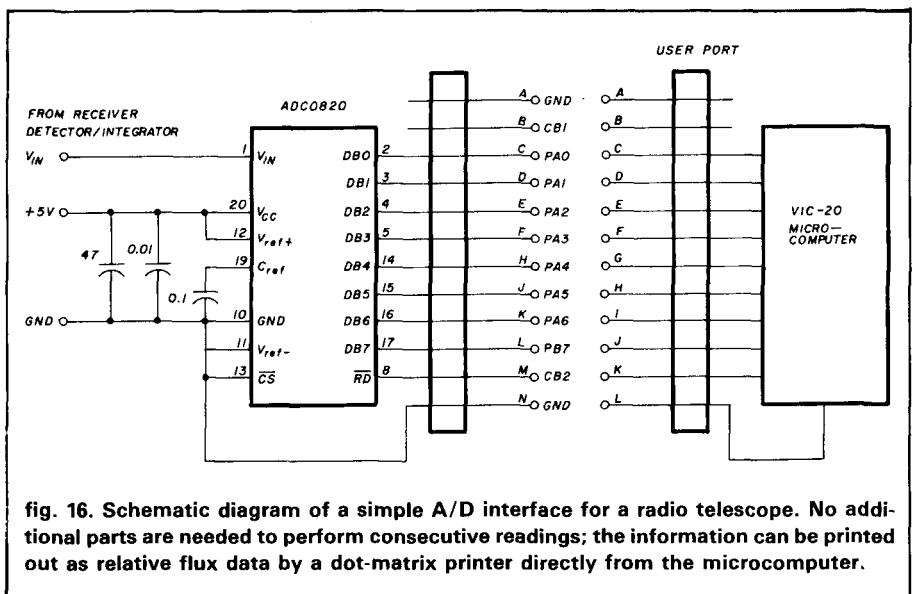 USER PORT
ADC0820
FROM RECEIVER
DETECTOR/INTEGRATOR
VIN
+5V
47
0.01
0.1
GND
1 VIN
20 VCC
12 Vref+
19 Cref
10 GND
11 Vref-
13 CS
DB0 2
DB1 3
DB2 4
DB3 5
DB4 14
DB5 15
DB6 16
DB7 17
RD 8
A GND A
B CB1 B
C PA0 C
D PA1 D
E PA2 E
F PA3 F
H PA4 G
J PA5 H
K PA6 I
L PB7 J
M CB2 K
N GND L
VIC-20
MICRO-
COMPUTER
fig. 16. Schematic diagram of a simple A/D interface for a radio telescope. No addi-
tional parts are needed to perform consecutive readings; the information can be printed
out as relative flux data by a dot-matrix printer directly from the microcomputer.